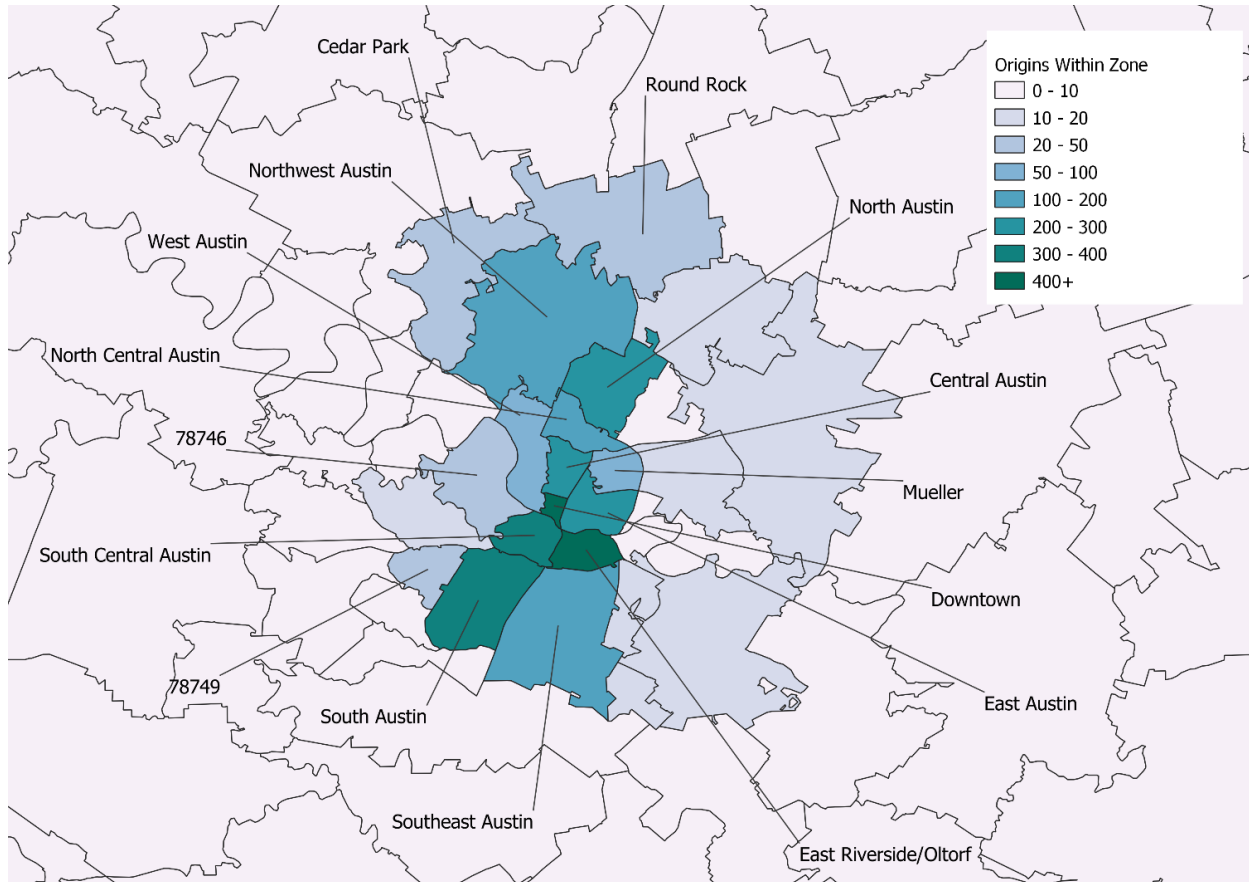 Cedar Park
Round Rock
Northwest Austin
North Austin
West Austin
North Central Austin
Central Austin
78746
Mueller
South Central Austin
Downtown
78749
East Austin
South Austin
Southeast Austin
East Riverside/Oltorf
Origins Within Zone
0 - 10
10 - 20
20 - 50
50 - 100
100 - 200
200 - 300
300 - 400
400+